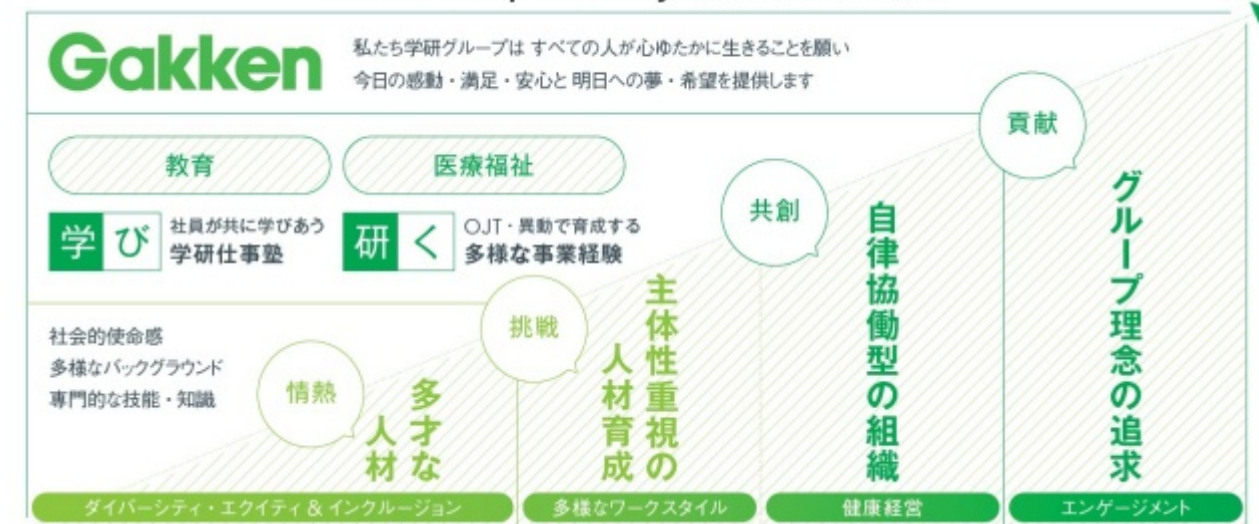 Gakken
私たち学研グループは すべての人が心ゆたかに生きることを願い
今日の感動・満足・安心と 明日への夢・希望を提供します
教育
医療福祉
学び
社員が共に学びあう
学研仕事塾
研く
OJT・異動で育成する
多様な事業経験
社会的使命感
多様なバックグラウンド
専門的な技能・知識
情熱
多才な
人材
挑戦
主体性重視の
人材育成
共創
自律協働型の組織
貢献
グループ理念の追求
ダイバーシティ・エクイティ & インクルージョン
多様なワークスタイル
健康経営
エンゲージメント